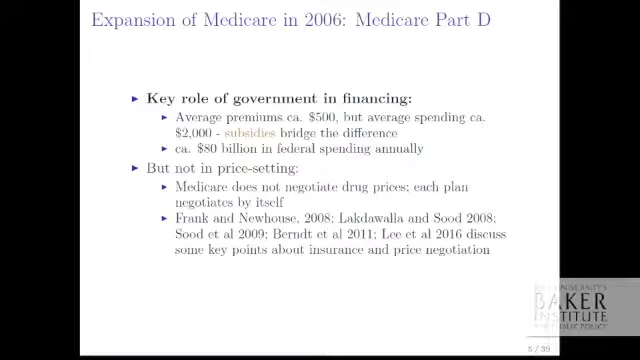 Expansion of Medicare in 2006: Medicare Part D
Key role of government in financing:
Average premiums ca. $500, but average spending ca.
$2,000 - subsidies bridge the difference
ca. $80 billion in federal spending annually
But not in price-setting:
Medicare does not negotiate drug prices; each plan
negotiates by itself
Frank and Newhouse, 2008; Lakdawalla and Sood 2008;
Sood et al 2009; Berndt et al 2011; Lee et al 2016 discuss
some key points about insurance and price negotiation
UNIVERSITY'S
BAKER
INSTITUTE
PUBLIC POLICY
5 / 39